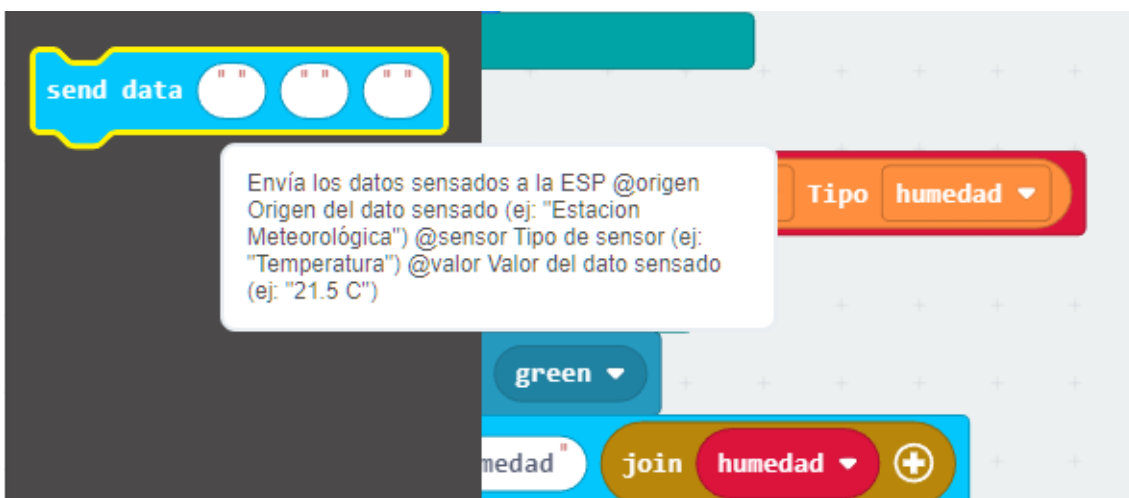 send data " " " " " "
Envía los datos sensados a la ESP @origen
Origen del dato sensado (ej: "Estacion
Meteorológica") @sensor Tipo de sensor (ej:
"Temperatura") @valor Valor del dato sensado
(ej: "21.5 C")
Tipo humedad
green
medad" join humedad